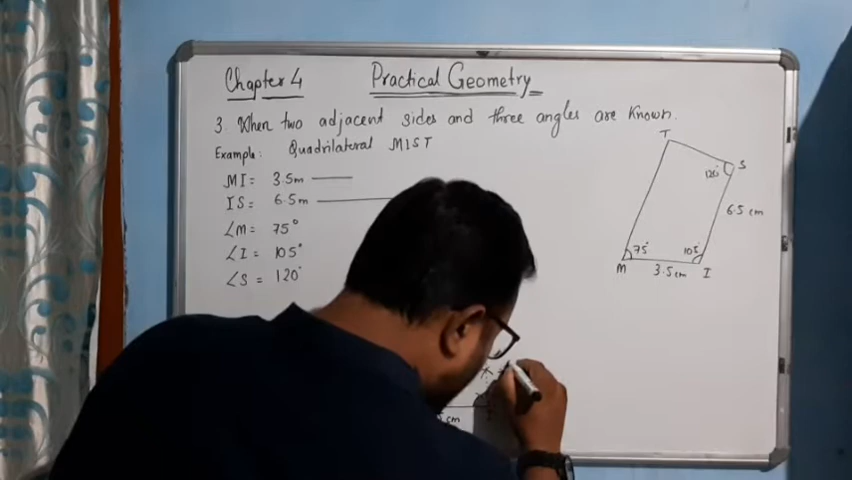 Chapter 4 Practical Geometry
3. When two adjacent sides and three angles are known.
Example: Quadrilateral MIST
MI = 3.5m
IS = 6.5m
∠M = 75°
∠I = 105°
∠S = 120°
T
S
120°
6.5 cm
75°
105°
M
3.5cm
I
cm